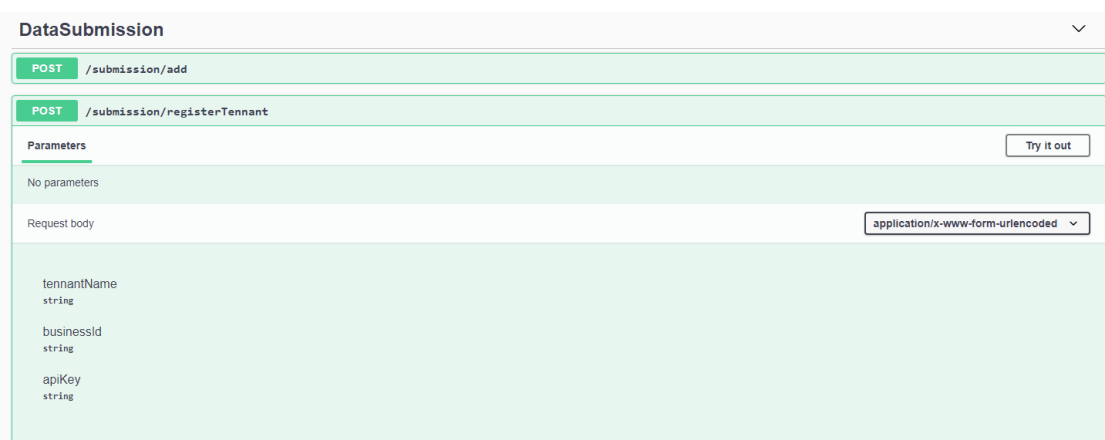 DataSubmission
POST /submission/add
POST /submission/registerTennant
Parameters Try it out
No parameters
Request body application/x-www-form-urlencoded
tennantName
string
businessId
string
apiKey
string